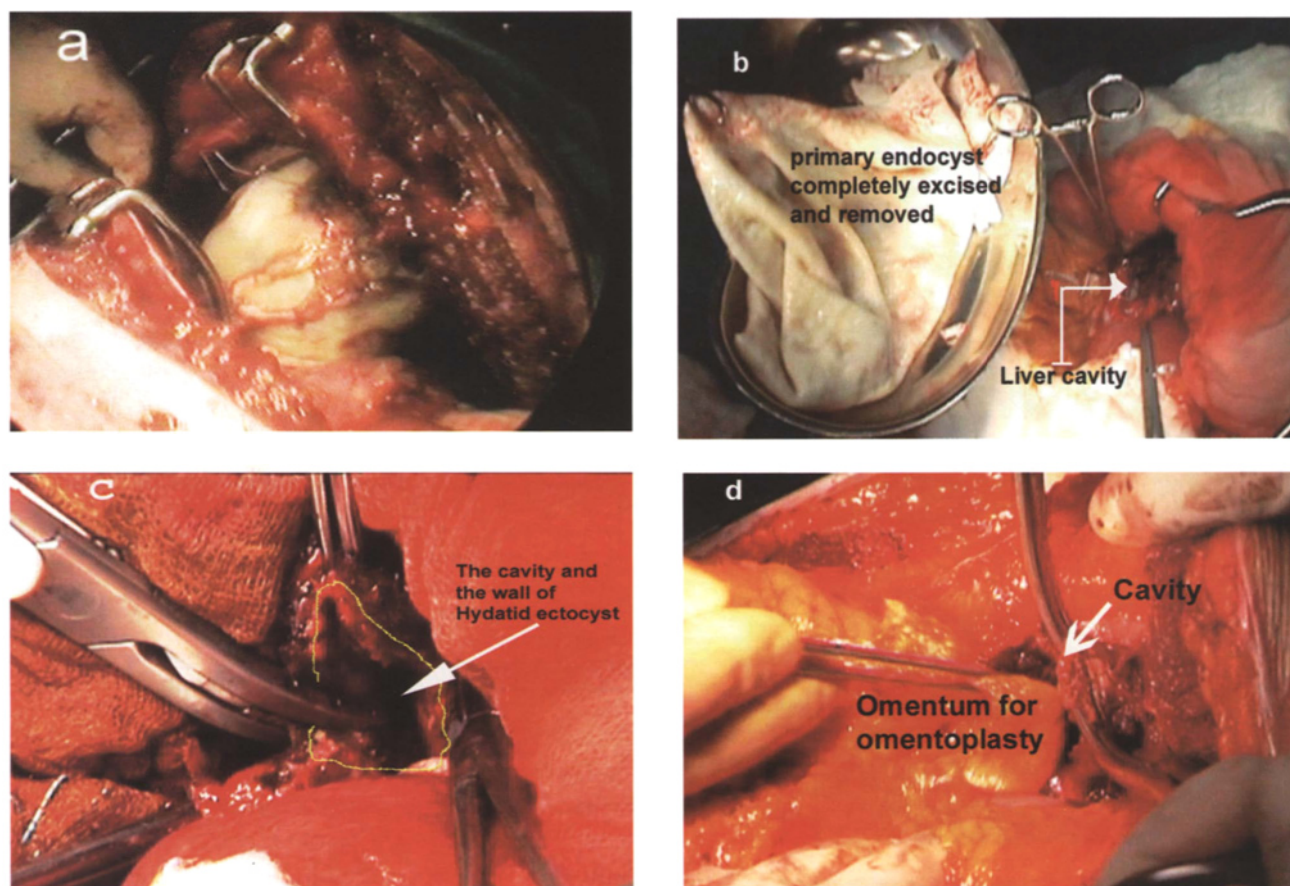 a
b
primary endocyst
completely excised
and removed
Liver cavity
c
The cavity and
the wall of
Hydatid ectocyst
d
Cavity
Omentum for
omentoplasty